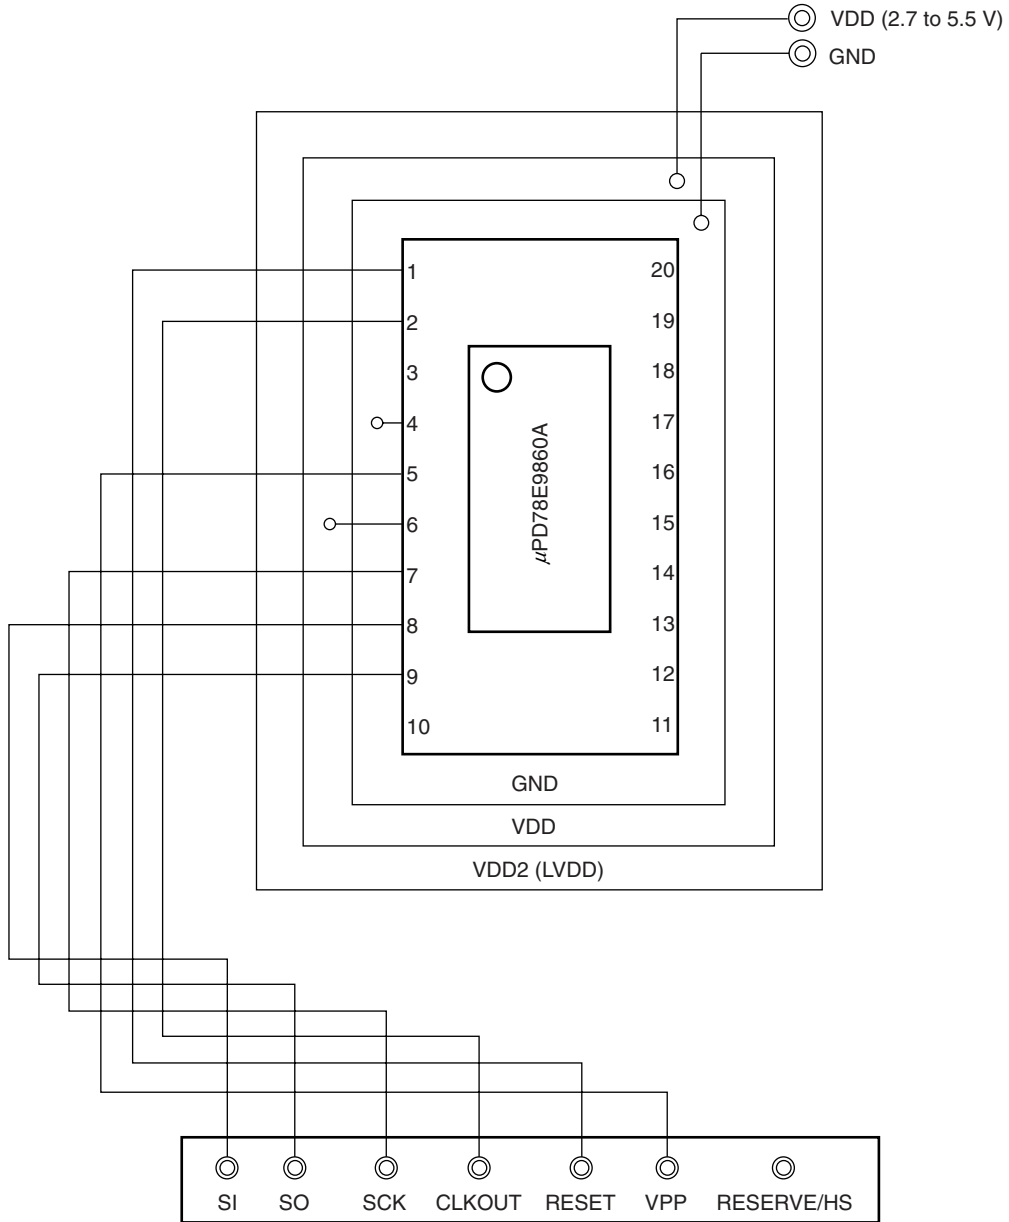 VDD (2.7 to 5.5 V)
GND
1 20
2 19
3 18
4 17
5 16
6 15
7 14
8 13
9 12
10 11
μPD78E9860A
GND
VDD
VDD2 (LVDD)
SI SO SCK CLKOUT RESET VPP RESERVE/HS